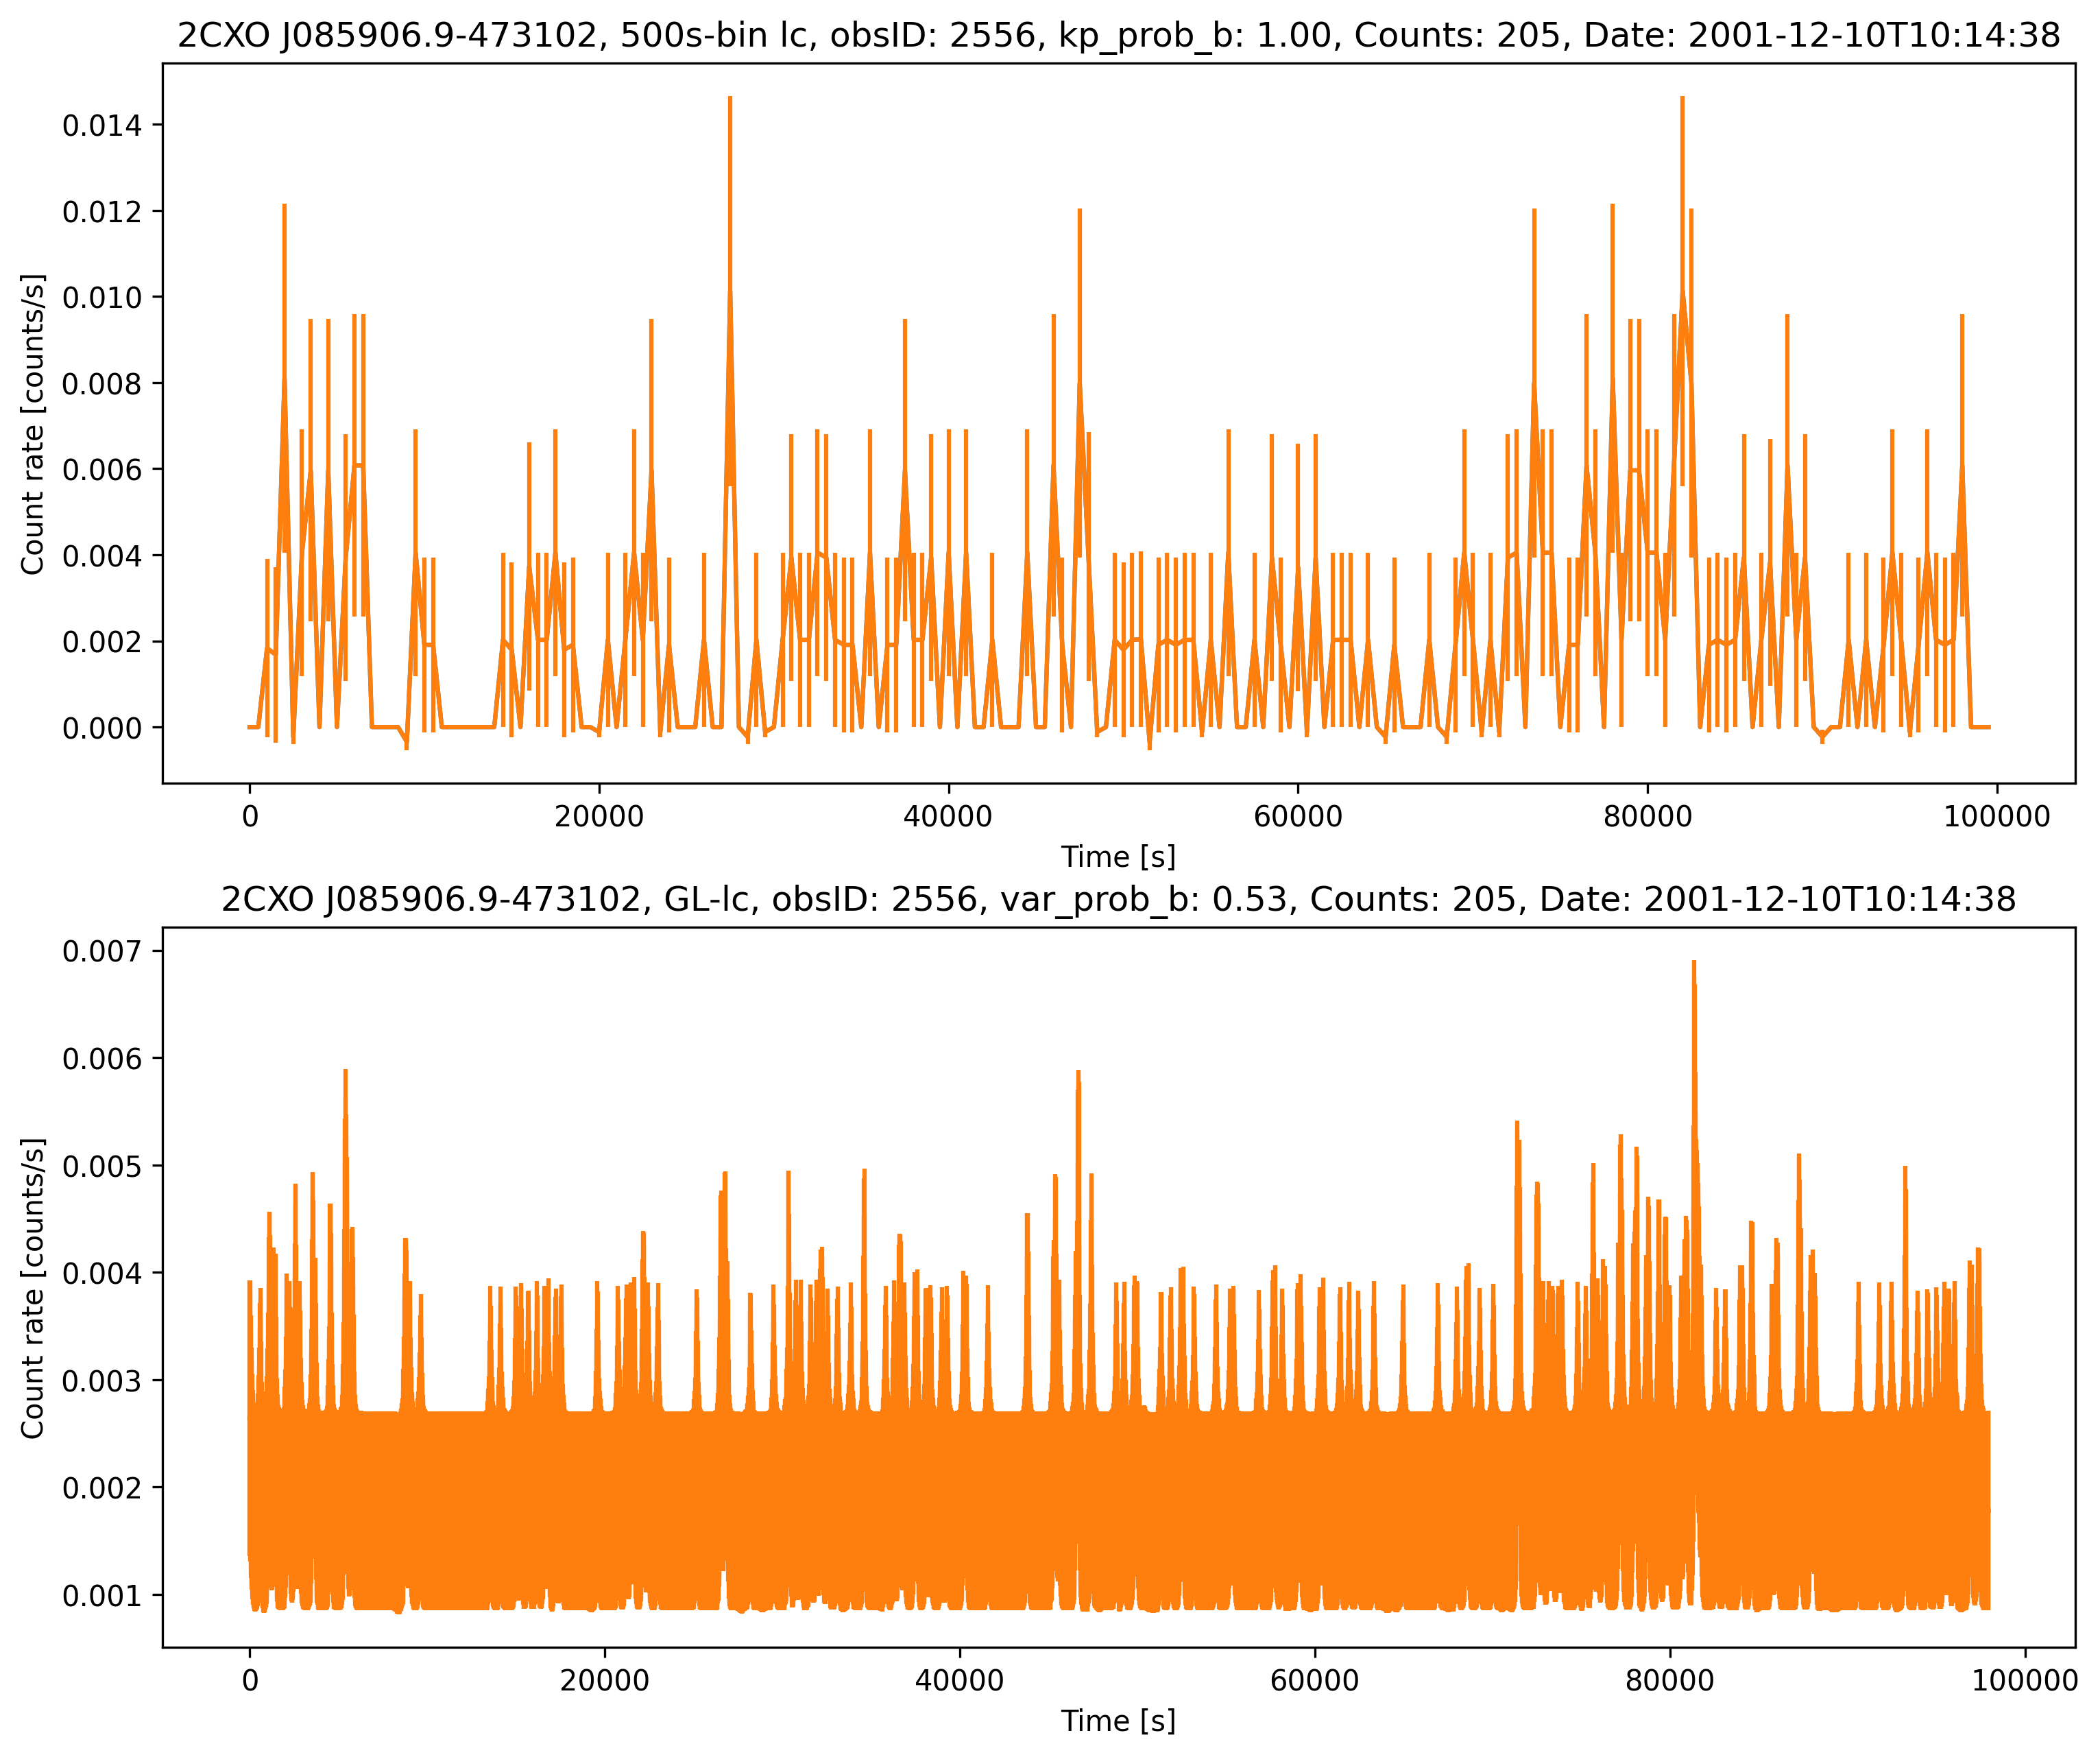 2CXO J085906.9-473102, 500s-bin lc, obsID: 2556, kp_prob_b: 1.00, Counts: 205, Date: 2001-12-10T10:14:38
0.014
0.012
0.010
0.008
0.006
0.004
0.002
0.000
Count rate [counts/s]
0 20000 40000 60000 80000 100000
Time [s]
2CXO J085906.9-473102, GL-lc, obsID: 2556, var_prob_b: 0.53, Counts: 205, Date: 2001-12-10T10:14:38
0.007
0.006
0.005
0.004
0.003
0.002
0.001
Count rate [counts/s]
0 20000 40000 60000 80000 100000
Time [s]